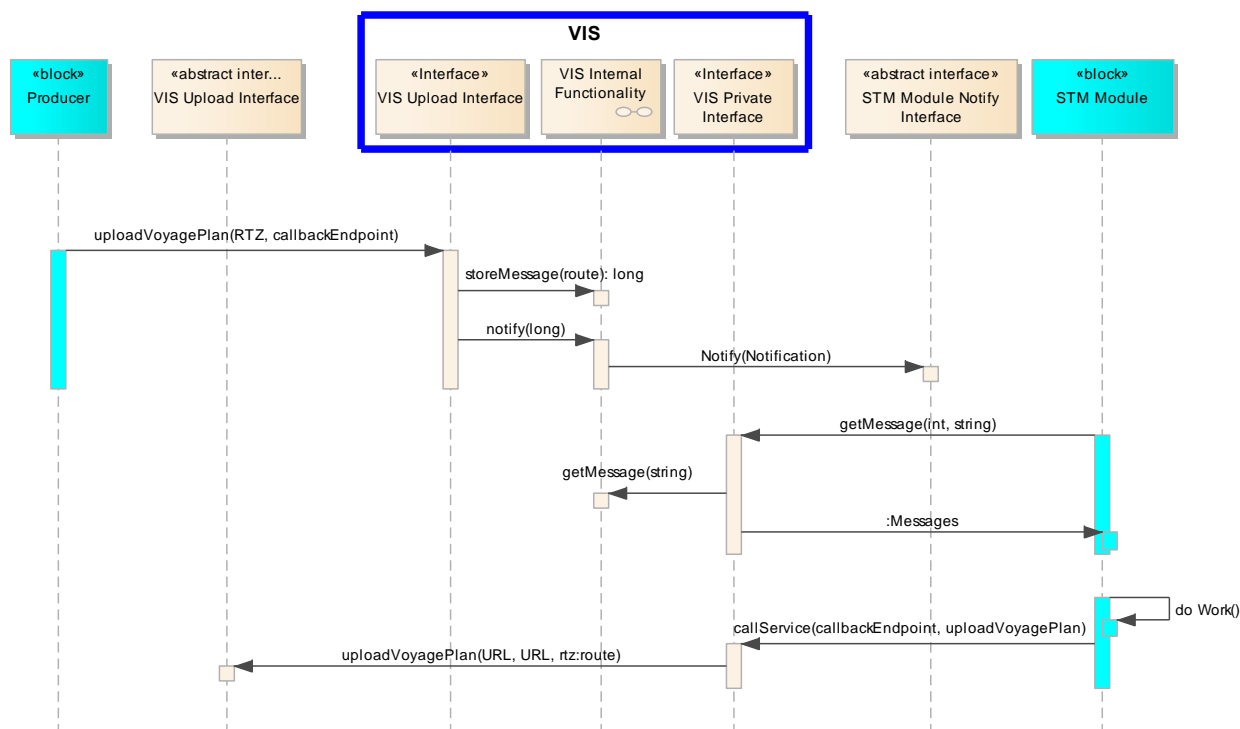 VIS
«block»
Producer
«abstract inter...
VIS Upload Interface
«Interface»
VIS Upload Interface
VIS Internal
Functionality
«Interface»
VIS Private
Interface
«abstract interface»
STM Module Notify
Interface
«block»
STM Module
uploadVoyagePlan(RTZ, callbackEndpoint)
storeMessage(route): long
notify(long)
Notify(Notification)
getMessage(int, string)
getMessage(string)
:Messages
do Work()
callService(callbackEndpoint, uploadVoyagePlan)
uploadVoyagePlan(URL, URL, rtz:route)